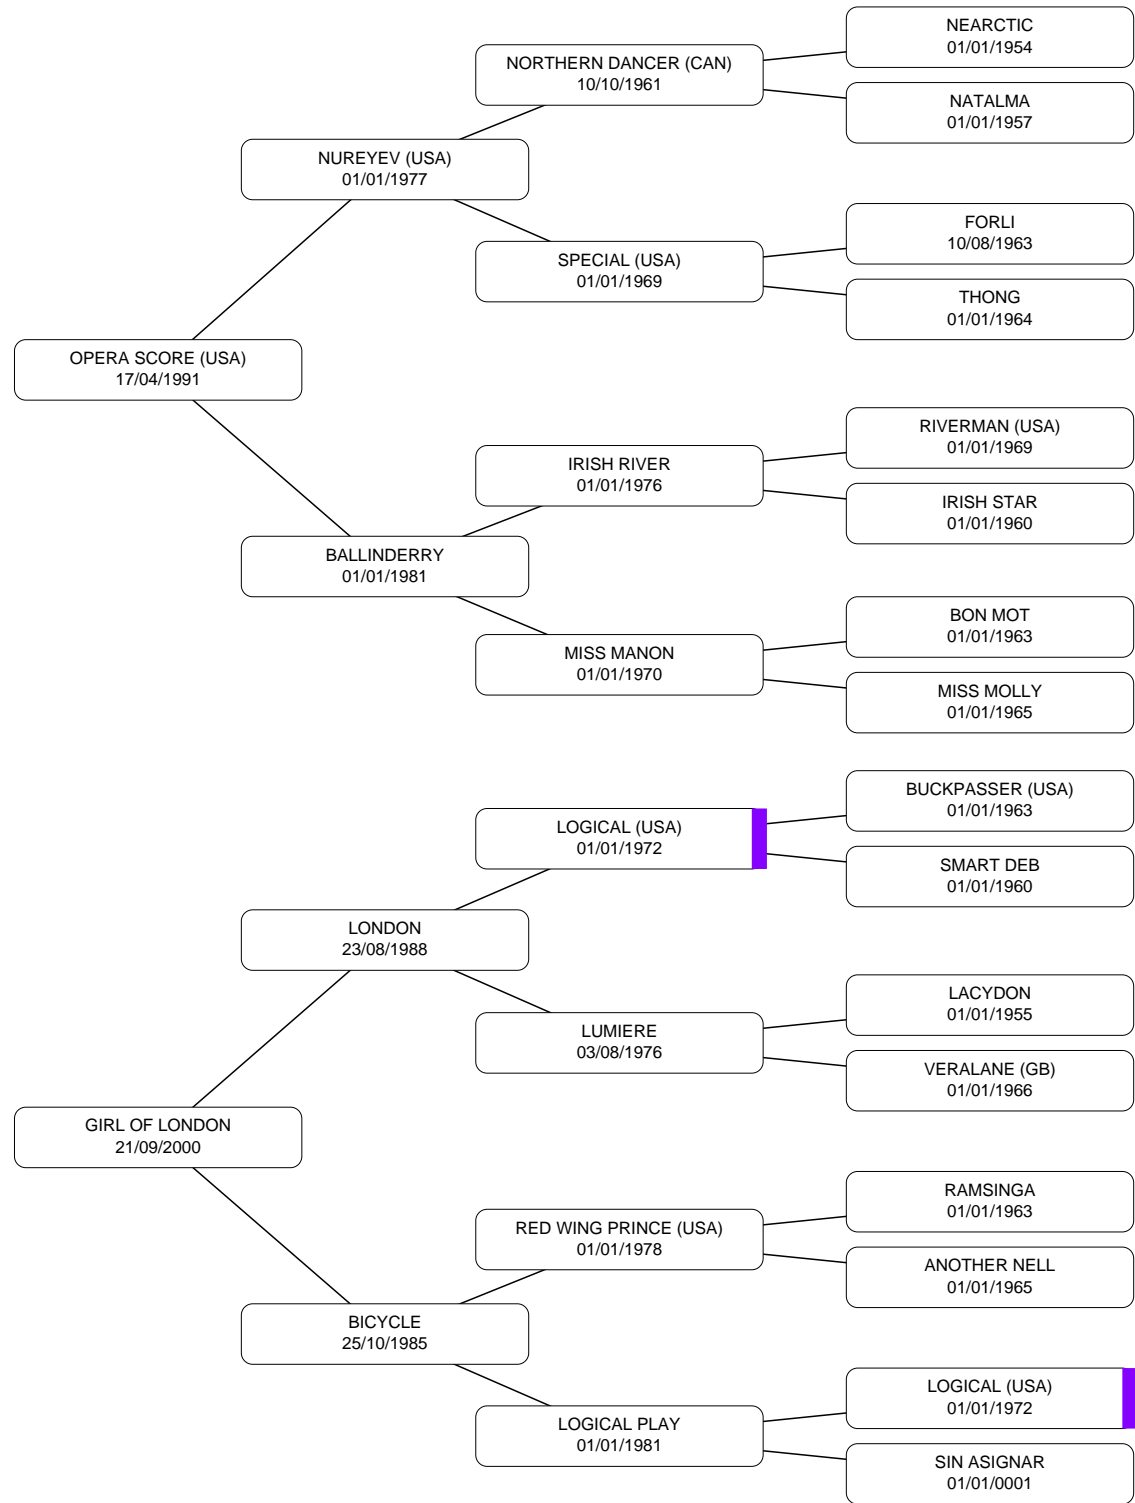 NEARCTIC
01/01/1954
NORTHERN DANCER (CAN)
10/10/1961
NATALMA
01/01/1957
NUREYEV (USA)
01/01/1977
FORLI
10/08/1963
SPECIAL (USA)
01/01/1969
THONG
01/01/1964
OPERA SCORE (USA)
17/04/1991
RIVERMAN (USA)
01/01/1969
IRISH RIVER
01/01/1976
IRISH STAR
01/01/1960
BALLINDERRY
01/01/1981
BON MOT
01/01/1963
MISS MANON
01/01/1970
MISS MOLLY
01/01/1965
BUCKPASSER (USA)
01/01/1963
LOGICAL (USA)
01/01/1972
SMART DEB
01/01/1960
LONDON
23/08/1988
LACYDON
01/01/1955
LUMIERE
03/08/1976
VERALANE (GB)
01/01/1966
GIRL OF LONDON
21/09/2000
RAMSINGA
01/01/1963
RED WING PRINCE (USA)
01/01/1978
ANOTHER NELL
01/01/1965
BICYCLE
25/10/1985
LOGICAL (USA)
01/01/1972
LOGICAL PLAY
01/01/1981
SIN ASIGNAR
01/01/0001